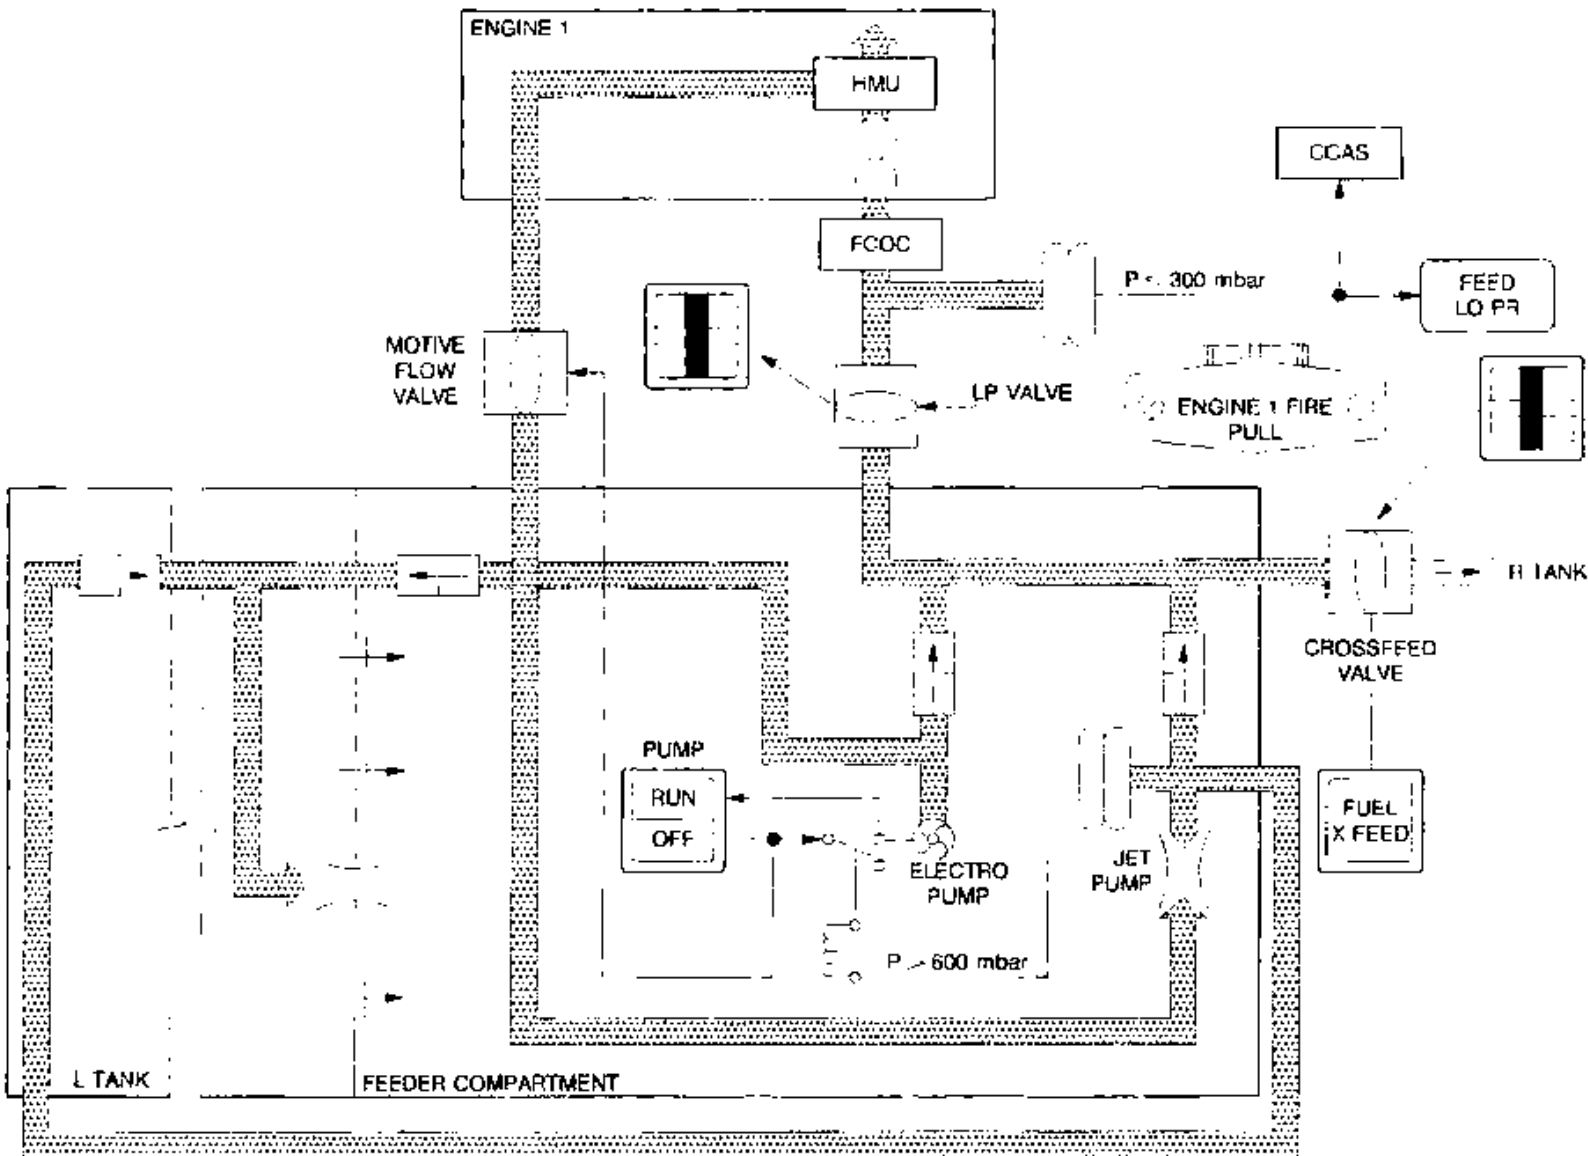 ENGINE 1
HMU
CCAS
FCOC
P < 300 mbar
FEED
LO PR
MOTIVE
FLOW
VALVE
LP VALVE
ENGINE 1 FIRE
PULL
R TANK
CROSSFEED
VALVE
PUMP
RUN
OFF
FUEL
X FEED
JET
PUMP
ELECTRO
PUMP
P > 600 mbar
L TANK
FEEDER COMPARTMENT